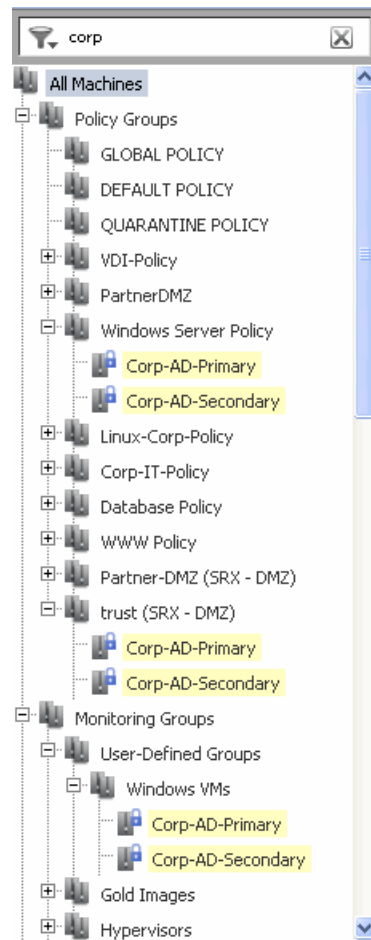 corp
All Machines
Policy Groups
GLOBAL POLICY
DEFAULT POLICY
QUARANTINE POLICY
VDI-Policy
PartnerDMZ
Windows Server Policy
Corp-AD-Primary
Corp-AD-Secondary
Linux-Corp-Policy
Corp-IT-Policy
Database Policy
WWW Policy
Partner-DMZ (SRX - DMZ)
trust (SRX - DMZ)
Corp-AD-Primary
Corp-AD-Secondary
Monitoring Groups
User-Defined Groups
Windows VMs
Corp-AD-Primary
Corp-AD-Secondary
Gold Images
Hypervisors